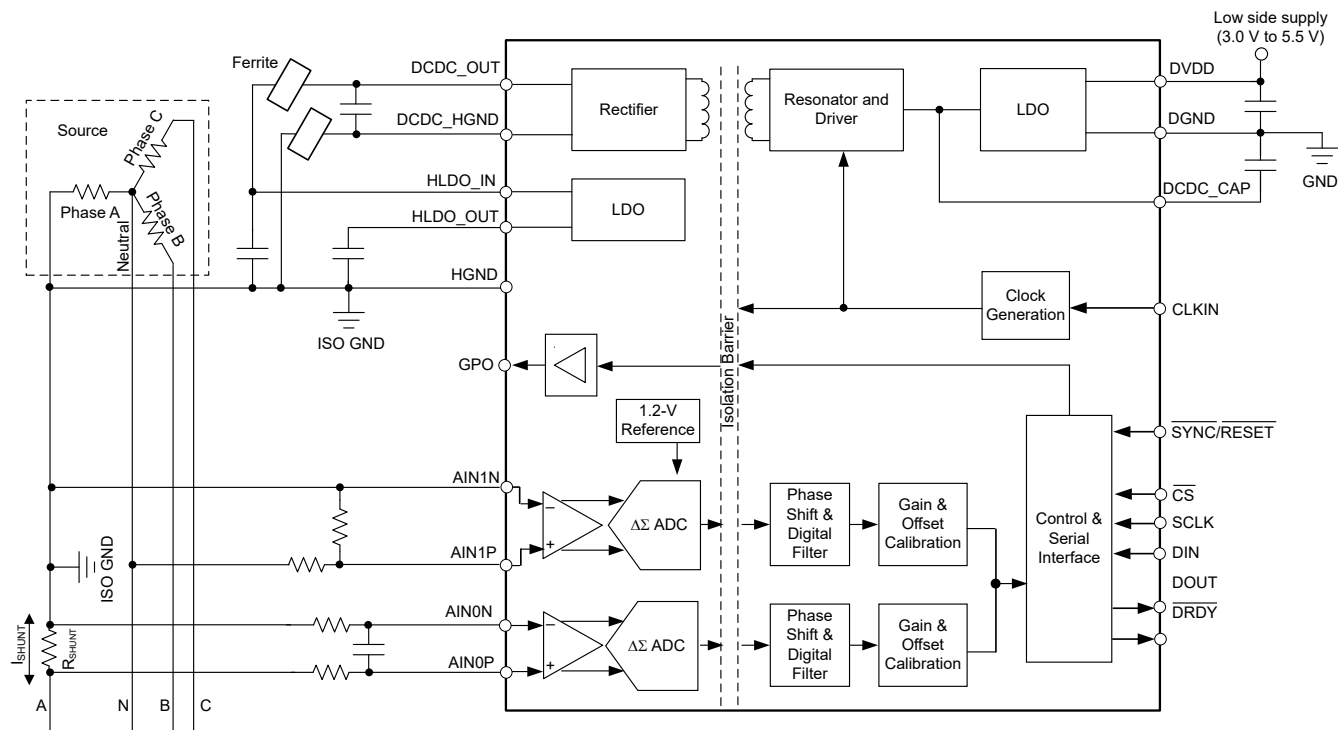 Low side supply
(3.0 V to 5.5 V)
Ferrite
DCDC_OUT
DCDC_HGND
HLDO_IN
HLDO_OUT
HGND
ISO GND
GPO
Source
Phase C
Phase A
Phase B
Neutral
Rectifier
LDO
Resonator and
Driver
LDO
DVDD
DGND
GND
DCDC_CAP
Clock
Generation
CLKIN
Isolation Barrier
1.2-V
Reference
AIN1N
AIN1P
ISO GND
AIN0N
AIN0P
ISHUNT
RSHUNT
A
N
B
C
−
+
ΔΣ ADC
−
+
ΔΣ ADC
Phase
Shift &
Digital
Filter
Gain &
Offset
Calibration
Phase
Shift &
Digital
Filter
Gain &
Offset
Calibration
Control &
Serial
Interface
SYNC/RESET
CS
SCLK
DIN
DOUT
DRDY